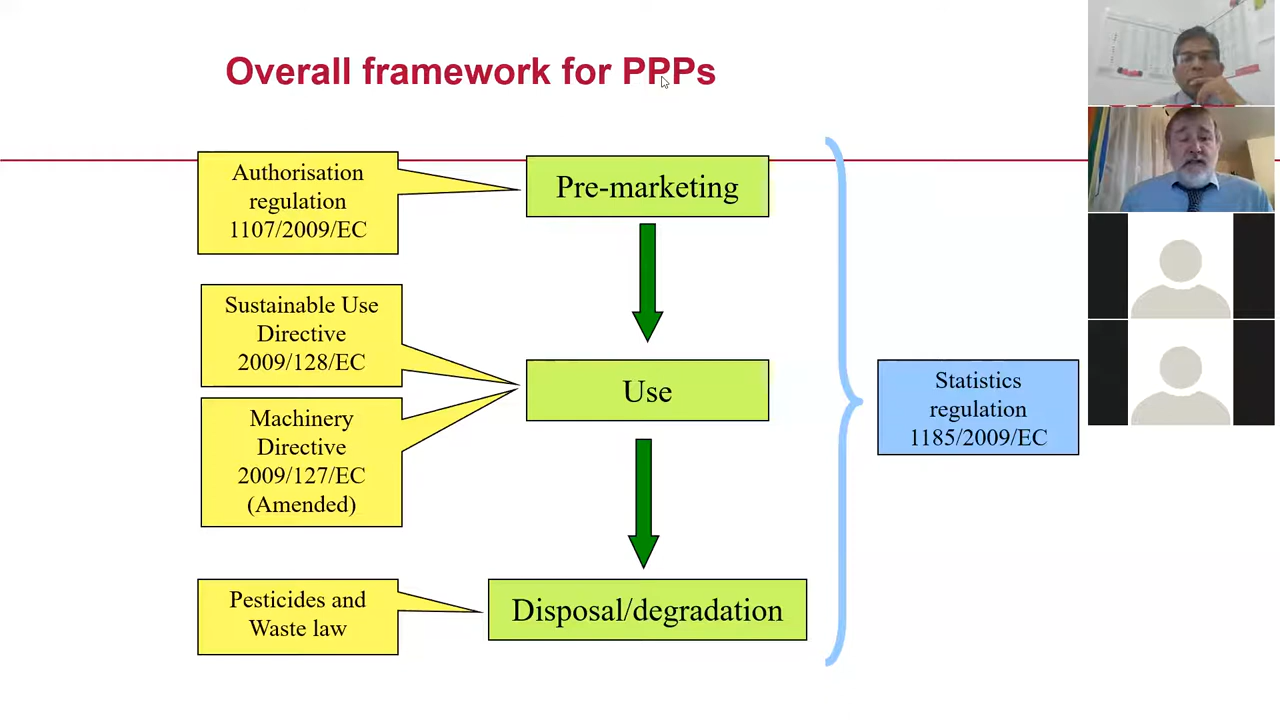 Overall framework for PPPs
Authorisation
regulation
1107/2009/EC
Pre-marketing
Sustainable Use
Directive
2009/128/EC
Machinery
Directive
2009/127/EC
(Amended)
Use
Statistics
regulation
1185/2009/EC
Pesticides and
Waste law
Disposal/degradation